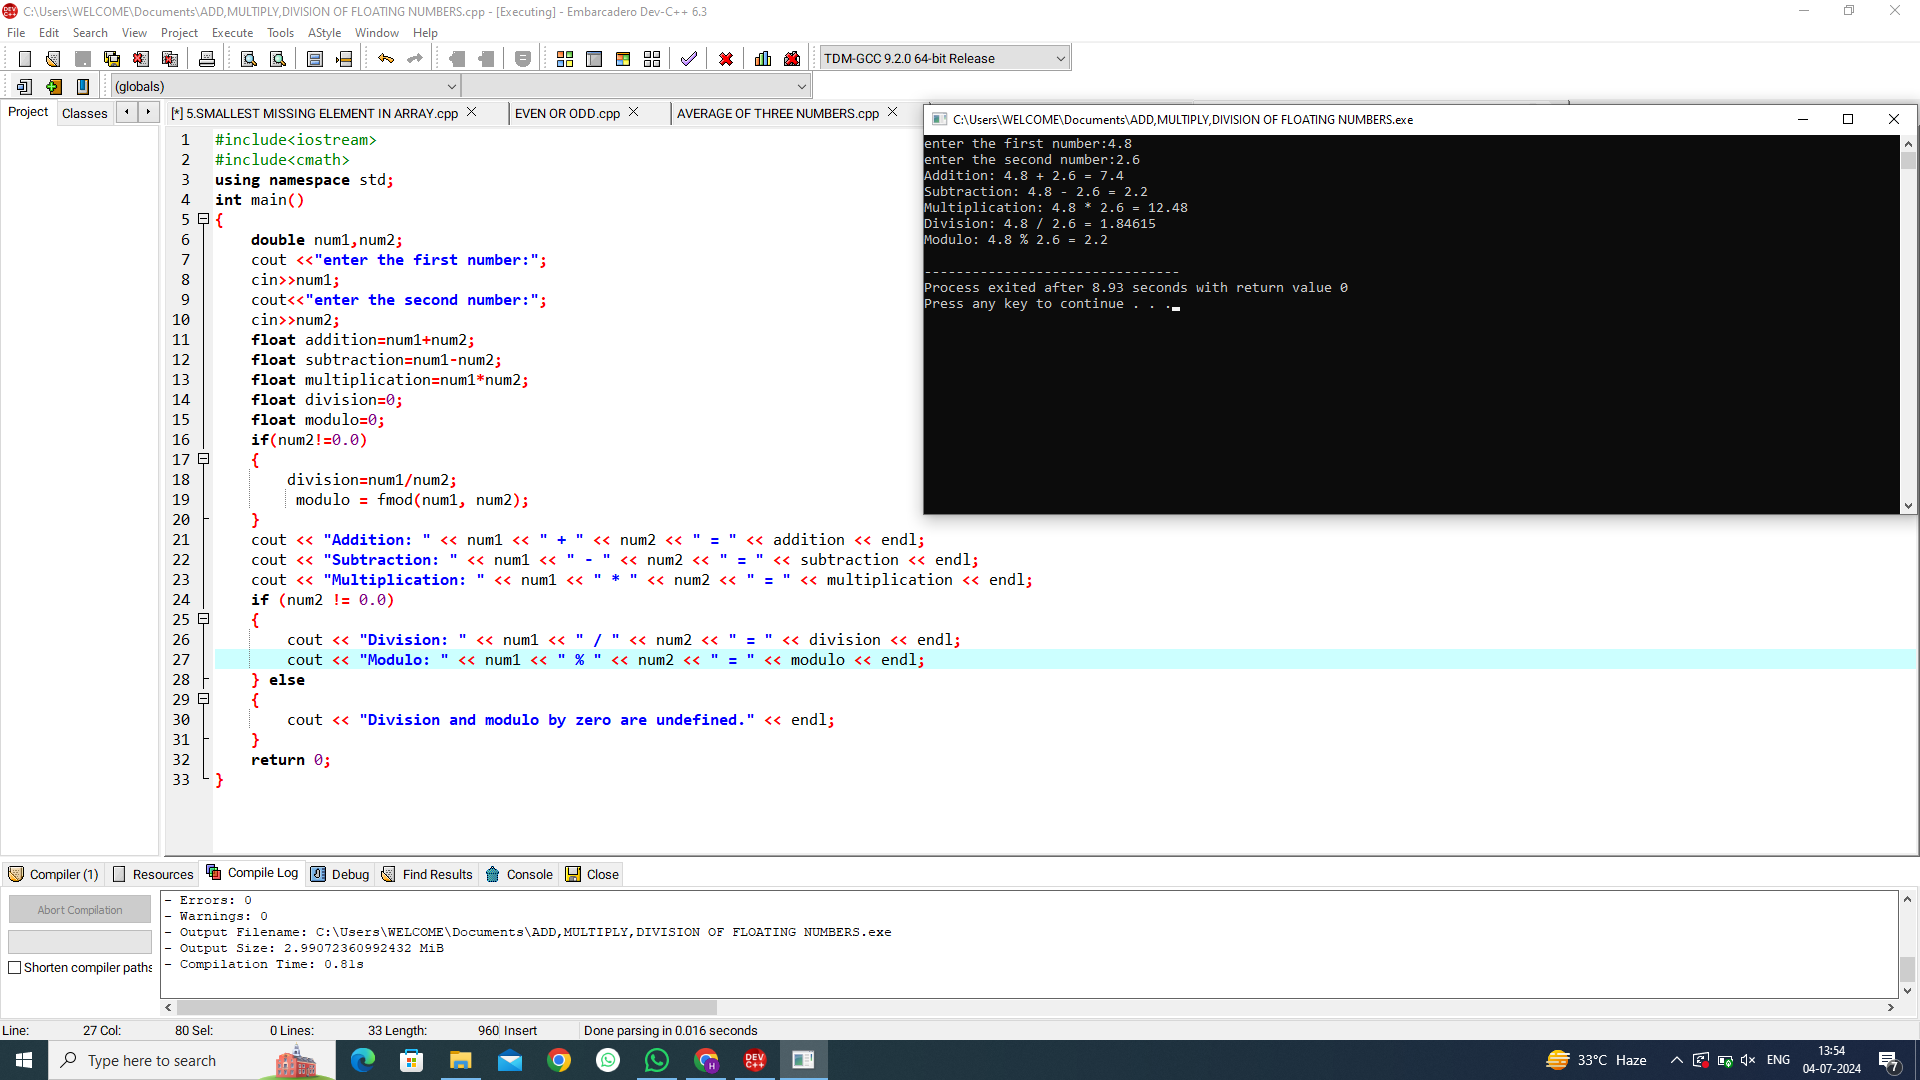 C:\Users\WELCOME\Documents\ADD,MULTIPLY,DIVISION OF FLOATING NUMBERS.cpp - [Executing] - Embarcadero Dev-C++ 6.3
File Edit Search View Project Execute Tools AStyle Window Help
TDM-GCC 9.2.0 64-bit Release
(globals)
Project Classes [*] 5.SMALLEST MISSING ELEMENT IN ARRAY.cpp EVEN OR ODD.cpp AVERAGE OF THREE NUMBERS.cpp
1 #include<iostream>
2 #include<cmath>
3 using namespace std;
4 int main()
5 {
6 double num1,num2;
7 cout <<"enter the first number:";
8 cin>>num1;
9 cout<<"enter the second number:";
10 cin>>num2;
11 float addition=num1+num2;
12 float subtraction=num1-num2;
13 float multiplication=num1*num2;
14 float division=0;
15 float modulo=0;
16 if(num2!=0.0)
17 {
18 division=num1/num2;
19 modulo = fmod(num1, num2);
20 }
21 cout << "Addition: " << num1 << " + " << num2 << " = " << addition << endl;
22 cout << "Subtraction: " << num1 << " - " << num2 << " = " << subtraction << endl;
23 cout << "Multiplication: " << num1 << " * " << num2 << " = " << multiplication << endl;
24 if (num2 != 0.0)
25 {
26 cout << "Division: " << num1 << " / " << num2 << " = " << division << endl;
27 cout << "Modulo: " << num1 << " % " << num2 << " = " << modulo << endl;
28 } else
29 {
30 cout << "Division and modulo by zero are undefined." << endl;
31 }
32 return 0;
33 }
C:\Users\WELCOME\Documents\ADD,MULTIPLY,DIVISION OF FLOATING NUMBERS.exe
enter the first number:4.8
enter the second number:2.6
Addition: 4.8 + 2.6 = 7.4
Subtraction: 4.8 - 2.6 = 2.2
Multiplication: 4.8 * 2.6 = 12.48
Division: 4.8 / 2.6 = 1.84615
Modulo: 4.8 % 2.6 = 2.2
--------------------------------
Process exited after 8.93 seconds with return value 0
Press any key to continue . . .
Compiler (1) Resources Compile Log Debug Find Results Console Close
Abort Compilation
Shorten compiler paths
- Errors: 0
- Warnings: 0
- Output Filename: C:\Users\WELCOME\Documents\ADD,MULTIPLY,DIVISION OF FLOATING NUMBERS.exe
- Output Size: 2.99072360992432 MiB
- Compilation Time: 0.81s
Line: 27 Col: 80 Sel: 0 Lines: 33 Length: 960 Insert Done parsing in 0.016 seconds
Type here to search
DEV C++
H
33°C Haze
ENG
13:54
04-07-2024
7